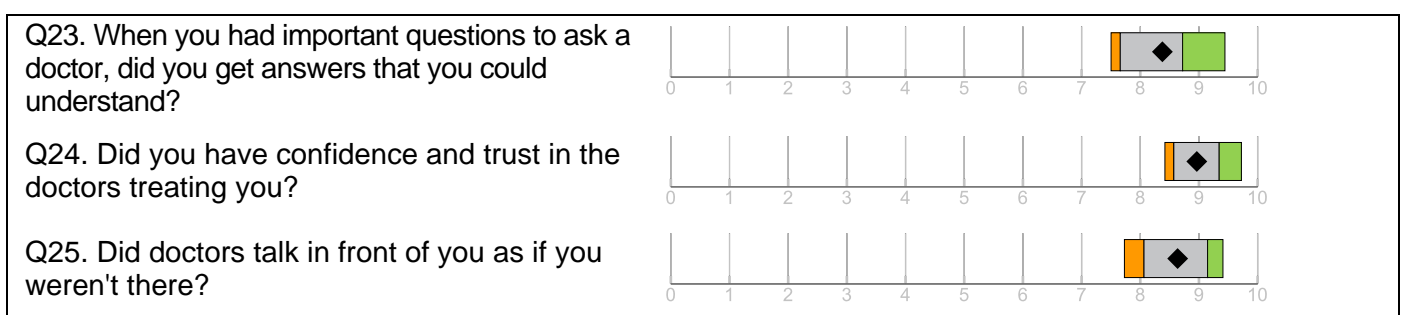 Q23. When you had important questions to ask a
doctor, did you get answers that you could
understand?
0 1 2 3 4 5 6 7 8 9 10
Q24. Did you have confidence and trust in the
doctors treating you?
0 1 2 3 4 5 6 7 8 9 10
Q25. Did doctors talk in front of you as if you
weren't there?
0 1 2 3 4 5 6 7 8 9 10